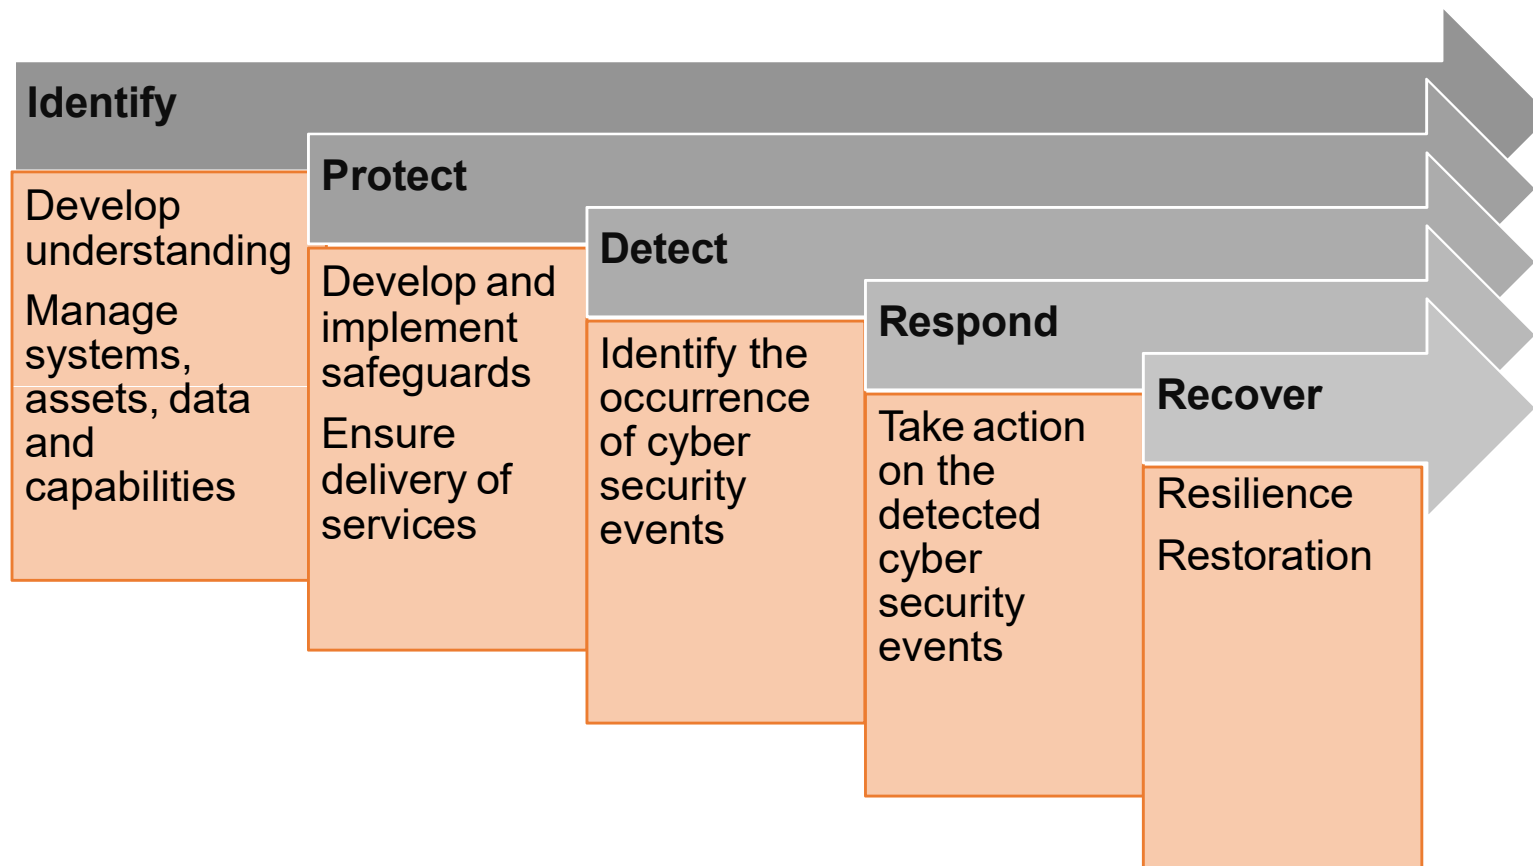 Identify
Develop
understanding
Manage
systems,
assets, data
and
capabilities
Protect
Develop and
implement
safeguards
Ensure
delivery of
services
Detect
Identify the
occurrence
of cyber
security
events
Respond
Take action
on the
detected
cyber
security
events
Recover
Resilience
Restoration